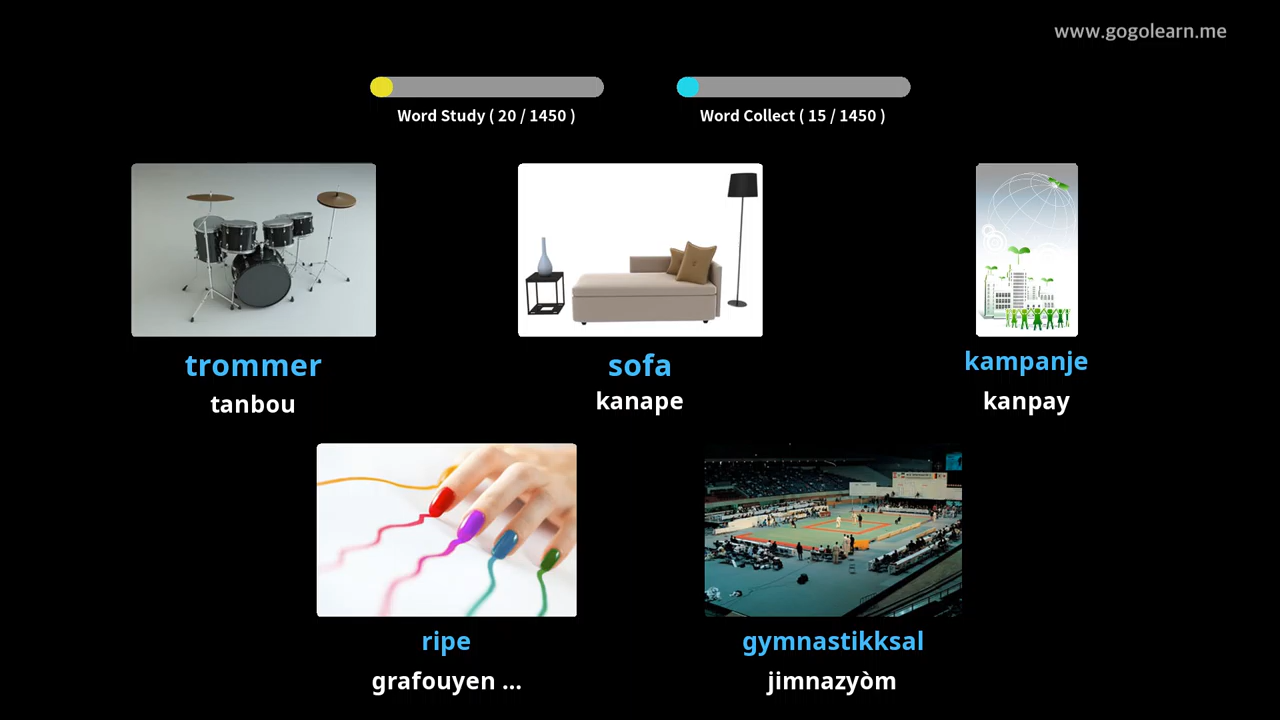 www.gogolearn.me
Word Study ( 20 / 1450 )
Word Collect ( 15 / 1450 )
trommer
tanbou
sofa
kanape
kampanje
kanpay
ripe
grafouyen ...
gymnastikksal
jimnazyòm